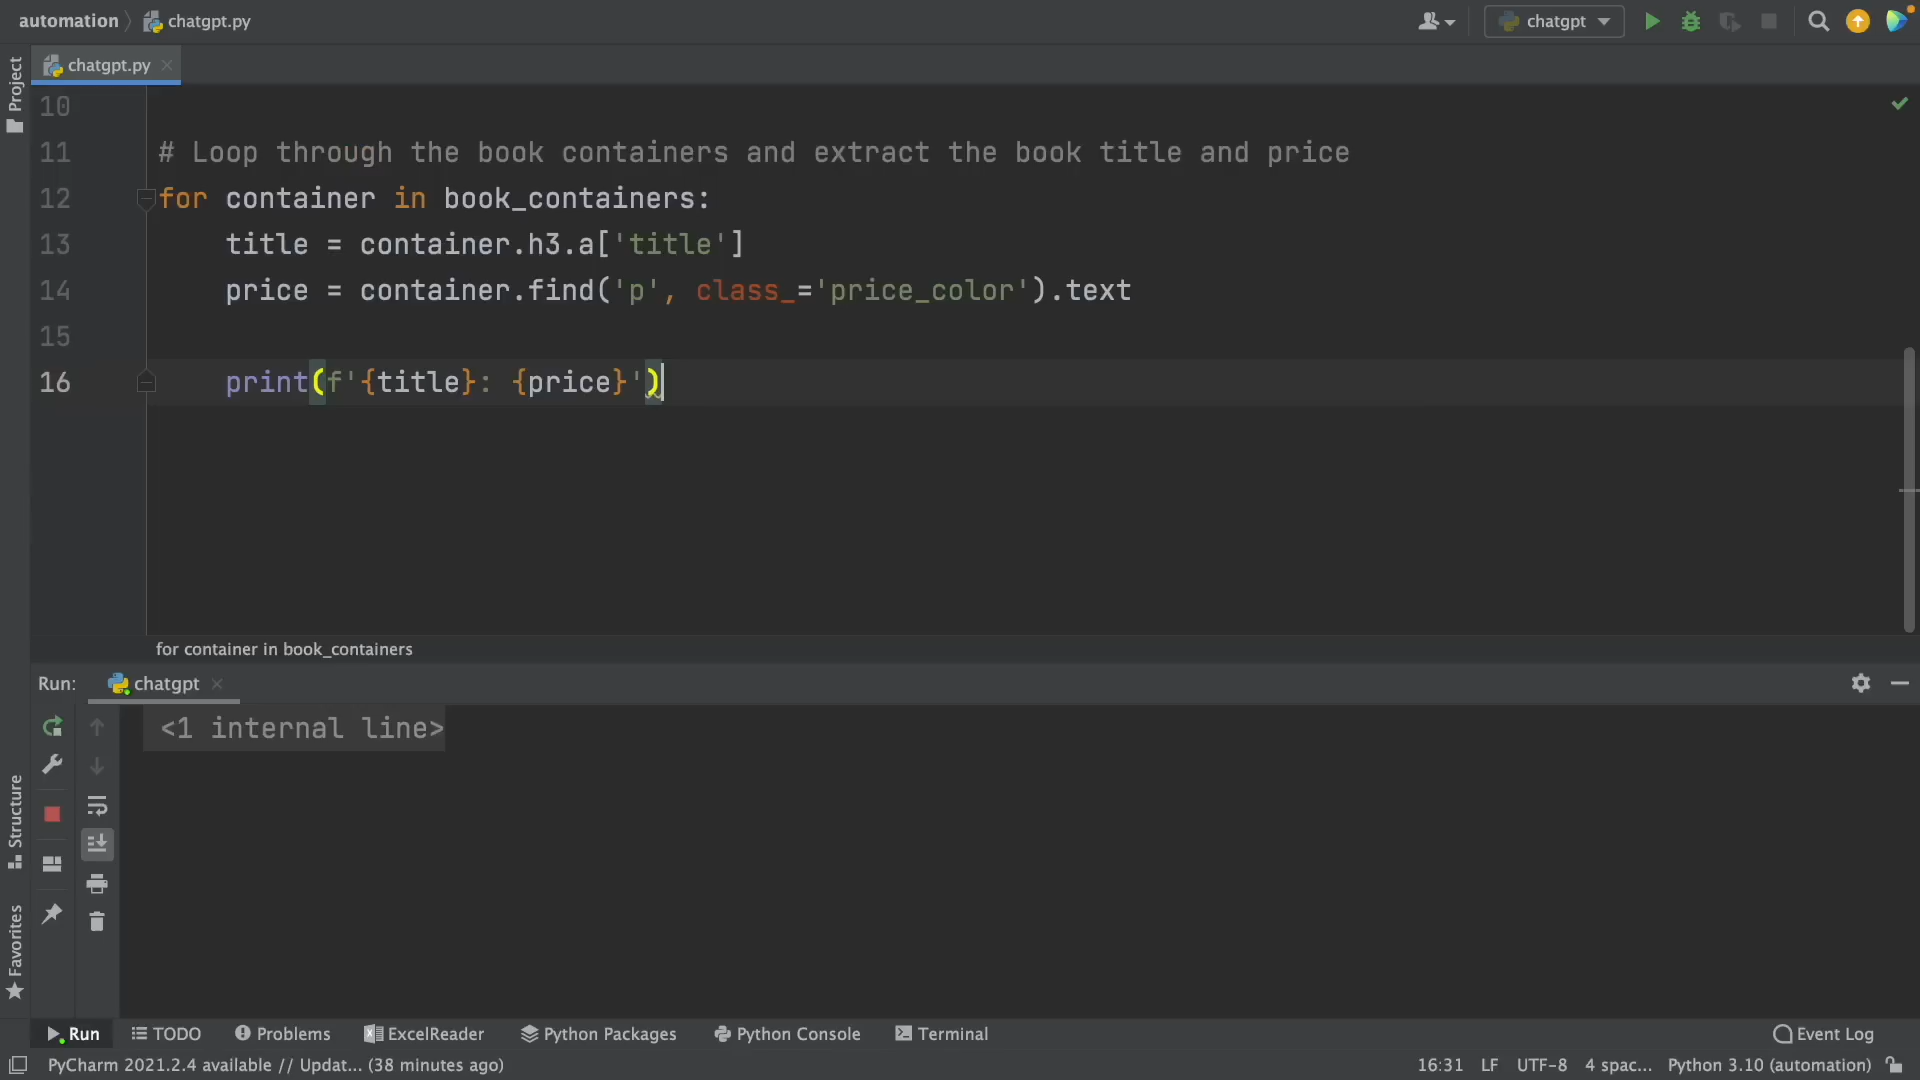 automation chatgpt.py chatgpt
chatgpt.py
Project
10
11 # Loop through the book containers and extract the book title and price
12 for container in book_containers:
13 title = container.h3.a['title']
14 price = container.find('p', class_='price_color').text
15
16 print(f'{title}: {price}')
for container in book_containers
Run: chatgpt
<1 internal line>
Structure
Favorites
Run TODO Problems ExcelReader Python Packages Python Console Terminal Event Log
PyCharm 2021.2.4 available // Updat... (38 minutes ago) 16:31 LF UTF-8 4 spac... Python 3.10 (automation)